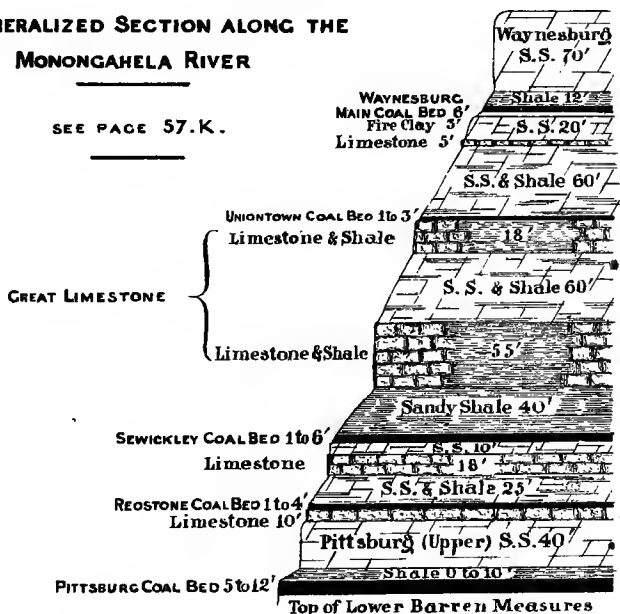 NERALIZED SECTION ALONG THE
MONONGAHELA RIVER
SEE PAGE 57.K.
Waynesburg
S.S. 70'
Shale 12'
WAYNESBURG
MAIN COAL BED 6'
Fire Clay 3'
S.S. 20'
Limestone 5'
S.S. & Shale 60'
UNIONTOWN COAL BED 1 to 3'
Limestone & Shale
18'
GREAT LIMESTONE
S. S. & Shale 60'
Limestone & Shale
55'
Sandy Shale 40'
SEWICKLEY COAL BED 1 to 6'
S.S. 10'
Limestone
18'
S.S. & Shale 25'
REDSTONE COAL BED 1 to 4'
Limestone 10'
Pittsburg (Upper) S.S. 40'
Shale 0 to 10'
PITTSBURG COAL BED 5 to 12'
Top of Lower Barren Measures